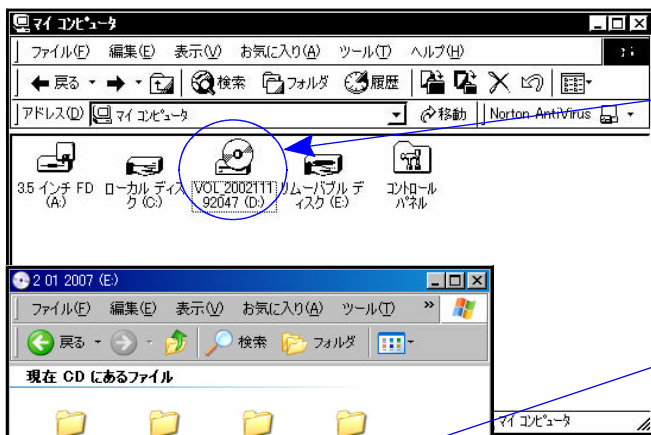 マイ コンピュータ
ファイル(F) 編集(E) 表示(V) お気に入り(A) ツール(T) ヘルプ(H)
戻る 検索 フォルダ 履歴
アドレス(D) マイ コンピュータ 移動 Norton AntiVirus
3.5 インチ FD (A:)
ローカル ディスク (C:)
VOL_200211192047 (D:)
リムーバブル ディスク (E:)
コントロール パネル
2 01 2007 (E:)
ファイル(F) 編集(E) 表示(V) お気に入り(A) ツール(T) »
戻る 検索 フォルダ
現在 CD にあるファイル
マイ コンピュータ